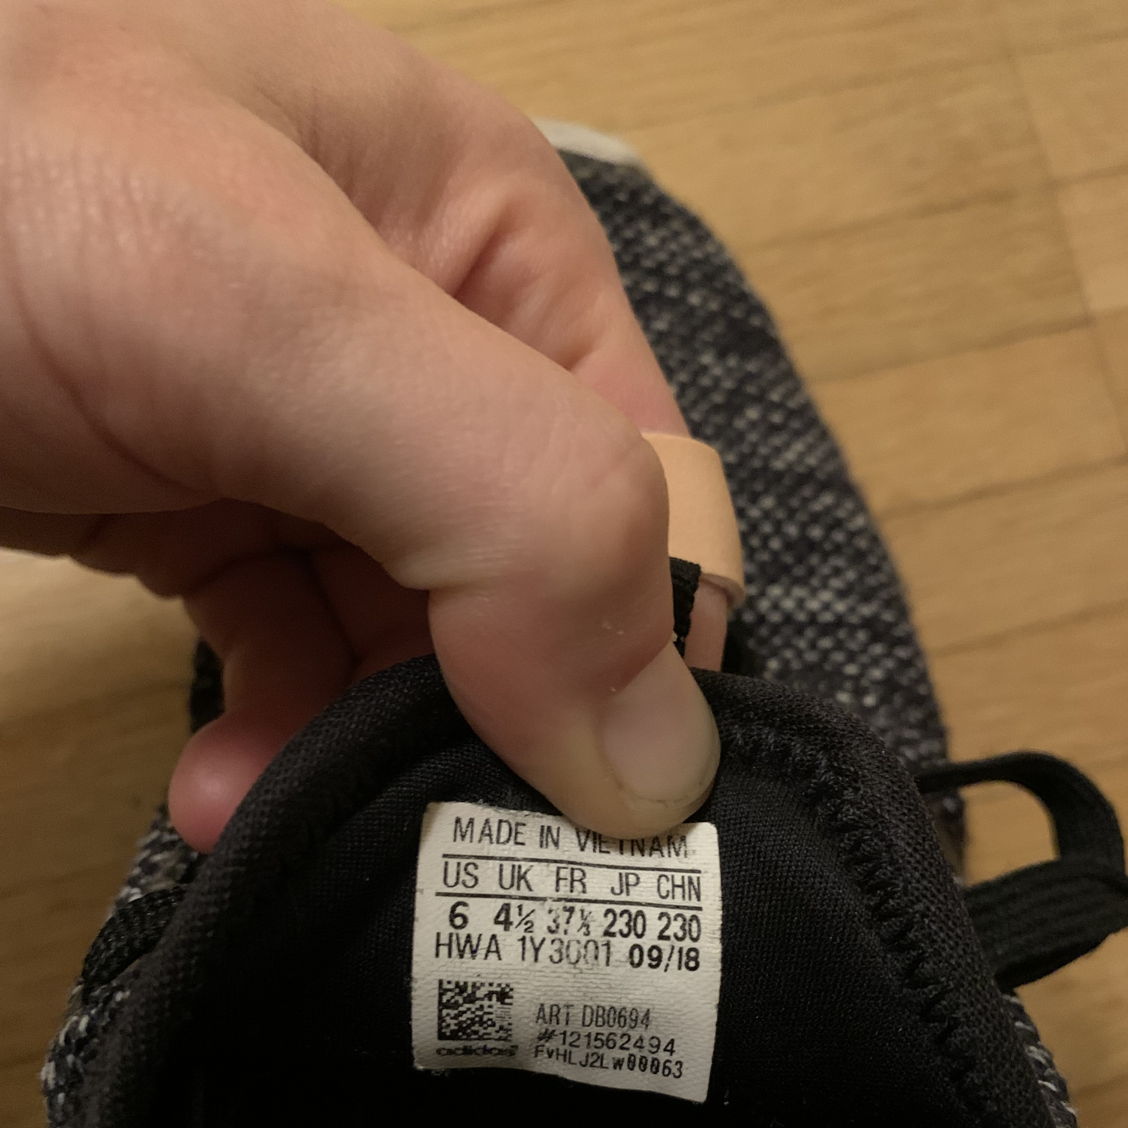 MADE IN VIETNAM
US UK FR JP CHN
6 4½ 37⅓ 230 230
HWA 1Y3001 09/18
ART DB0694
#121562494
adidas
FvHLJ2Lw00063